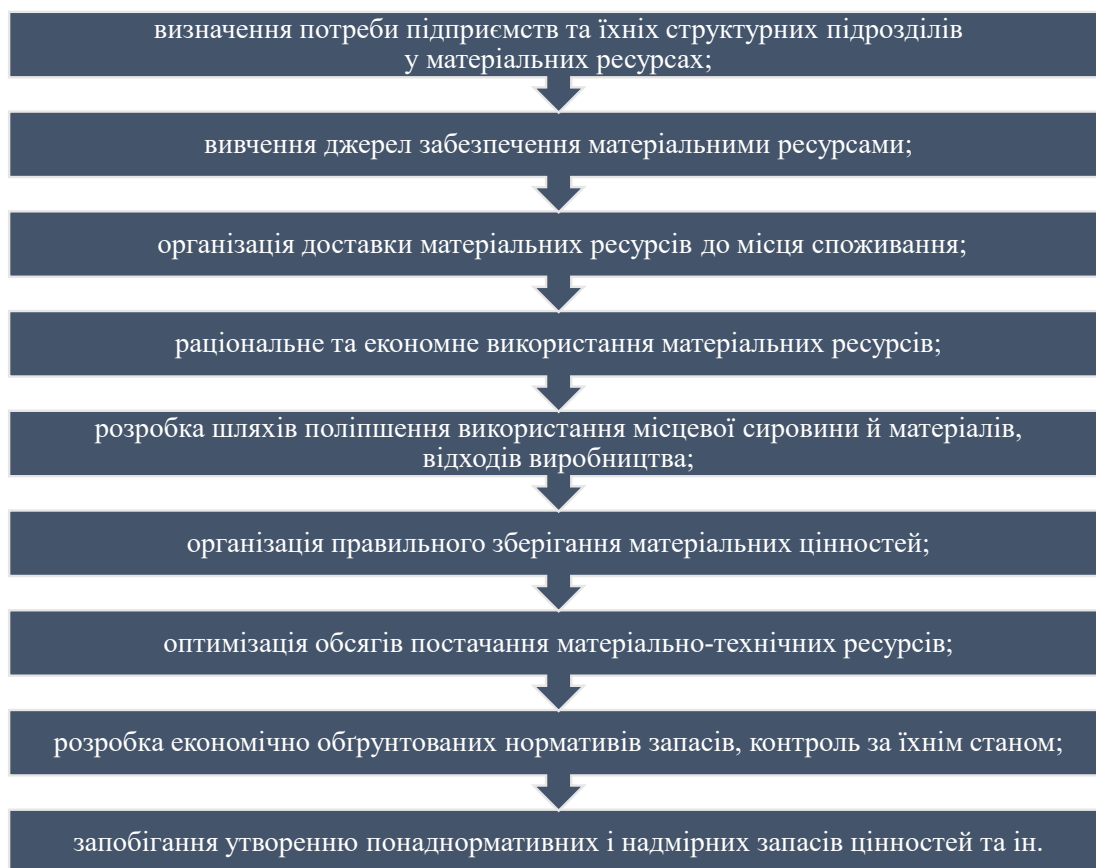 визначення потреби підприємств та їхніх структурних підрозділів
у матеріальних ресурсах;
вивчення джерел забезпечення матеріальними ресурсами;
організація доставки матеріальних ресурсів до місця споживання;
раціональне та економне використання матеріальних ресурсів;
розробка шляхів поліпшення використання місцевої сировини й матеріалів,
відходів виробництва;
організація правильного зберігання матеріальних цінностей;
оптимізація обсягів постачання матеріально-технічних ресурсів;
розробка економічно обґрунтованих нормативів запасів, контроль за їхнім станом;
запобігання утворенню понаднормативних і надмірних запасів цінностей та ін.